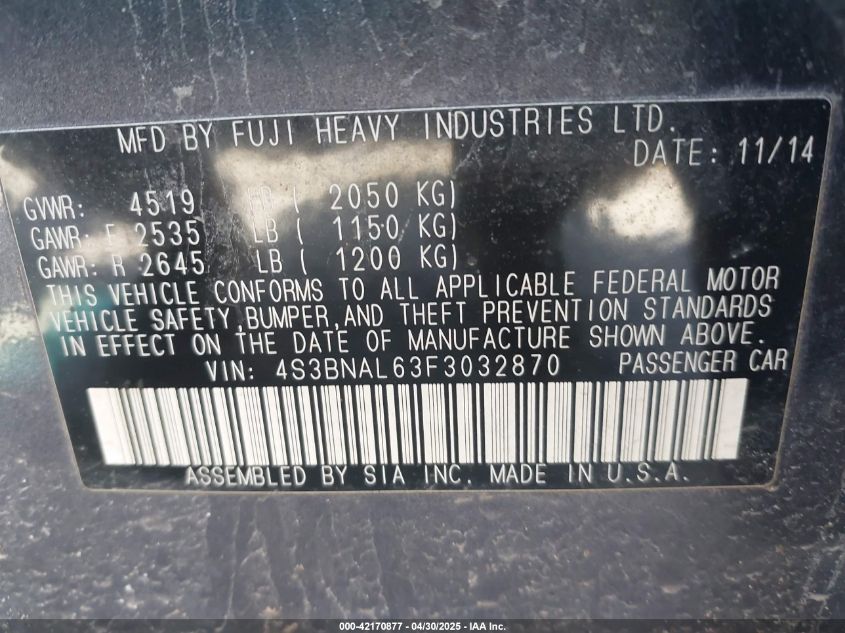 MFD BY FUJI HEAVY INDUSTRIES LTD.
DATE: 11/14
GVWR: 4519 LB ( 2050 KG)
GAWR: F 2535 LB ( 1150 KG)
GAWR: R 2645 LB ( 1200 KG)
THIS VEHICLE CONFORMS TO ALL APPLICABLE FEDERAL MOTOR
VEHICLE SAFETY,BUMPER,AND THEFT PREVENTION STANDARDS
IN EFFECT ON THE DATE OF MANUFACTURE SHOWN ABOVE.
VIN: 4S3BNAL63F3032870 PASSENGER CAR
ASSEMBLED BY SIA INC. MADE IN U.S.A.
000-42170877 - 04/30/2025 - IAA Inc.